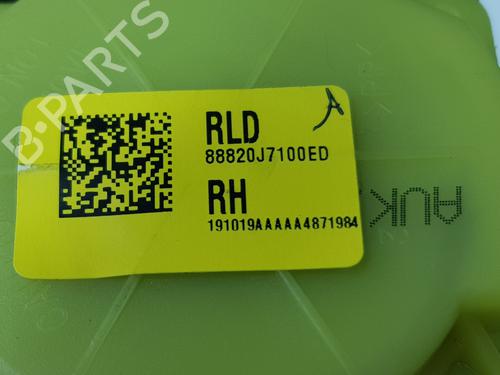 B-PARTS
RLD
88820J7100ED
RH
191019AAAAA4871984
AUK